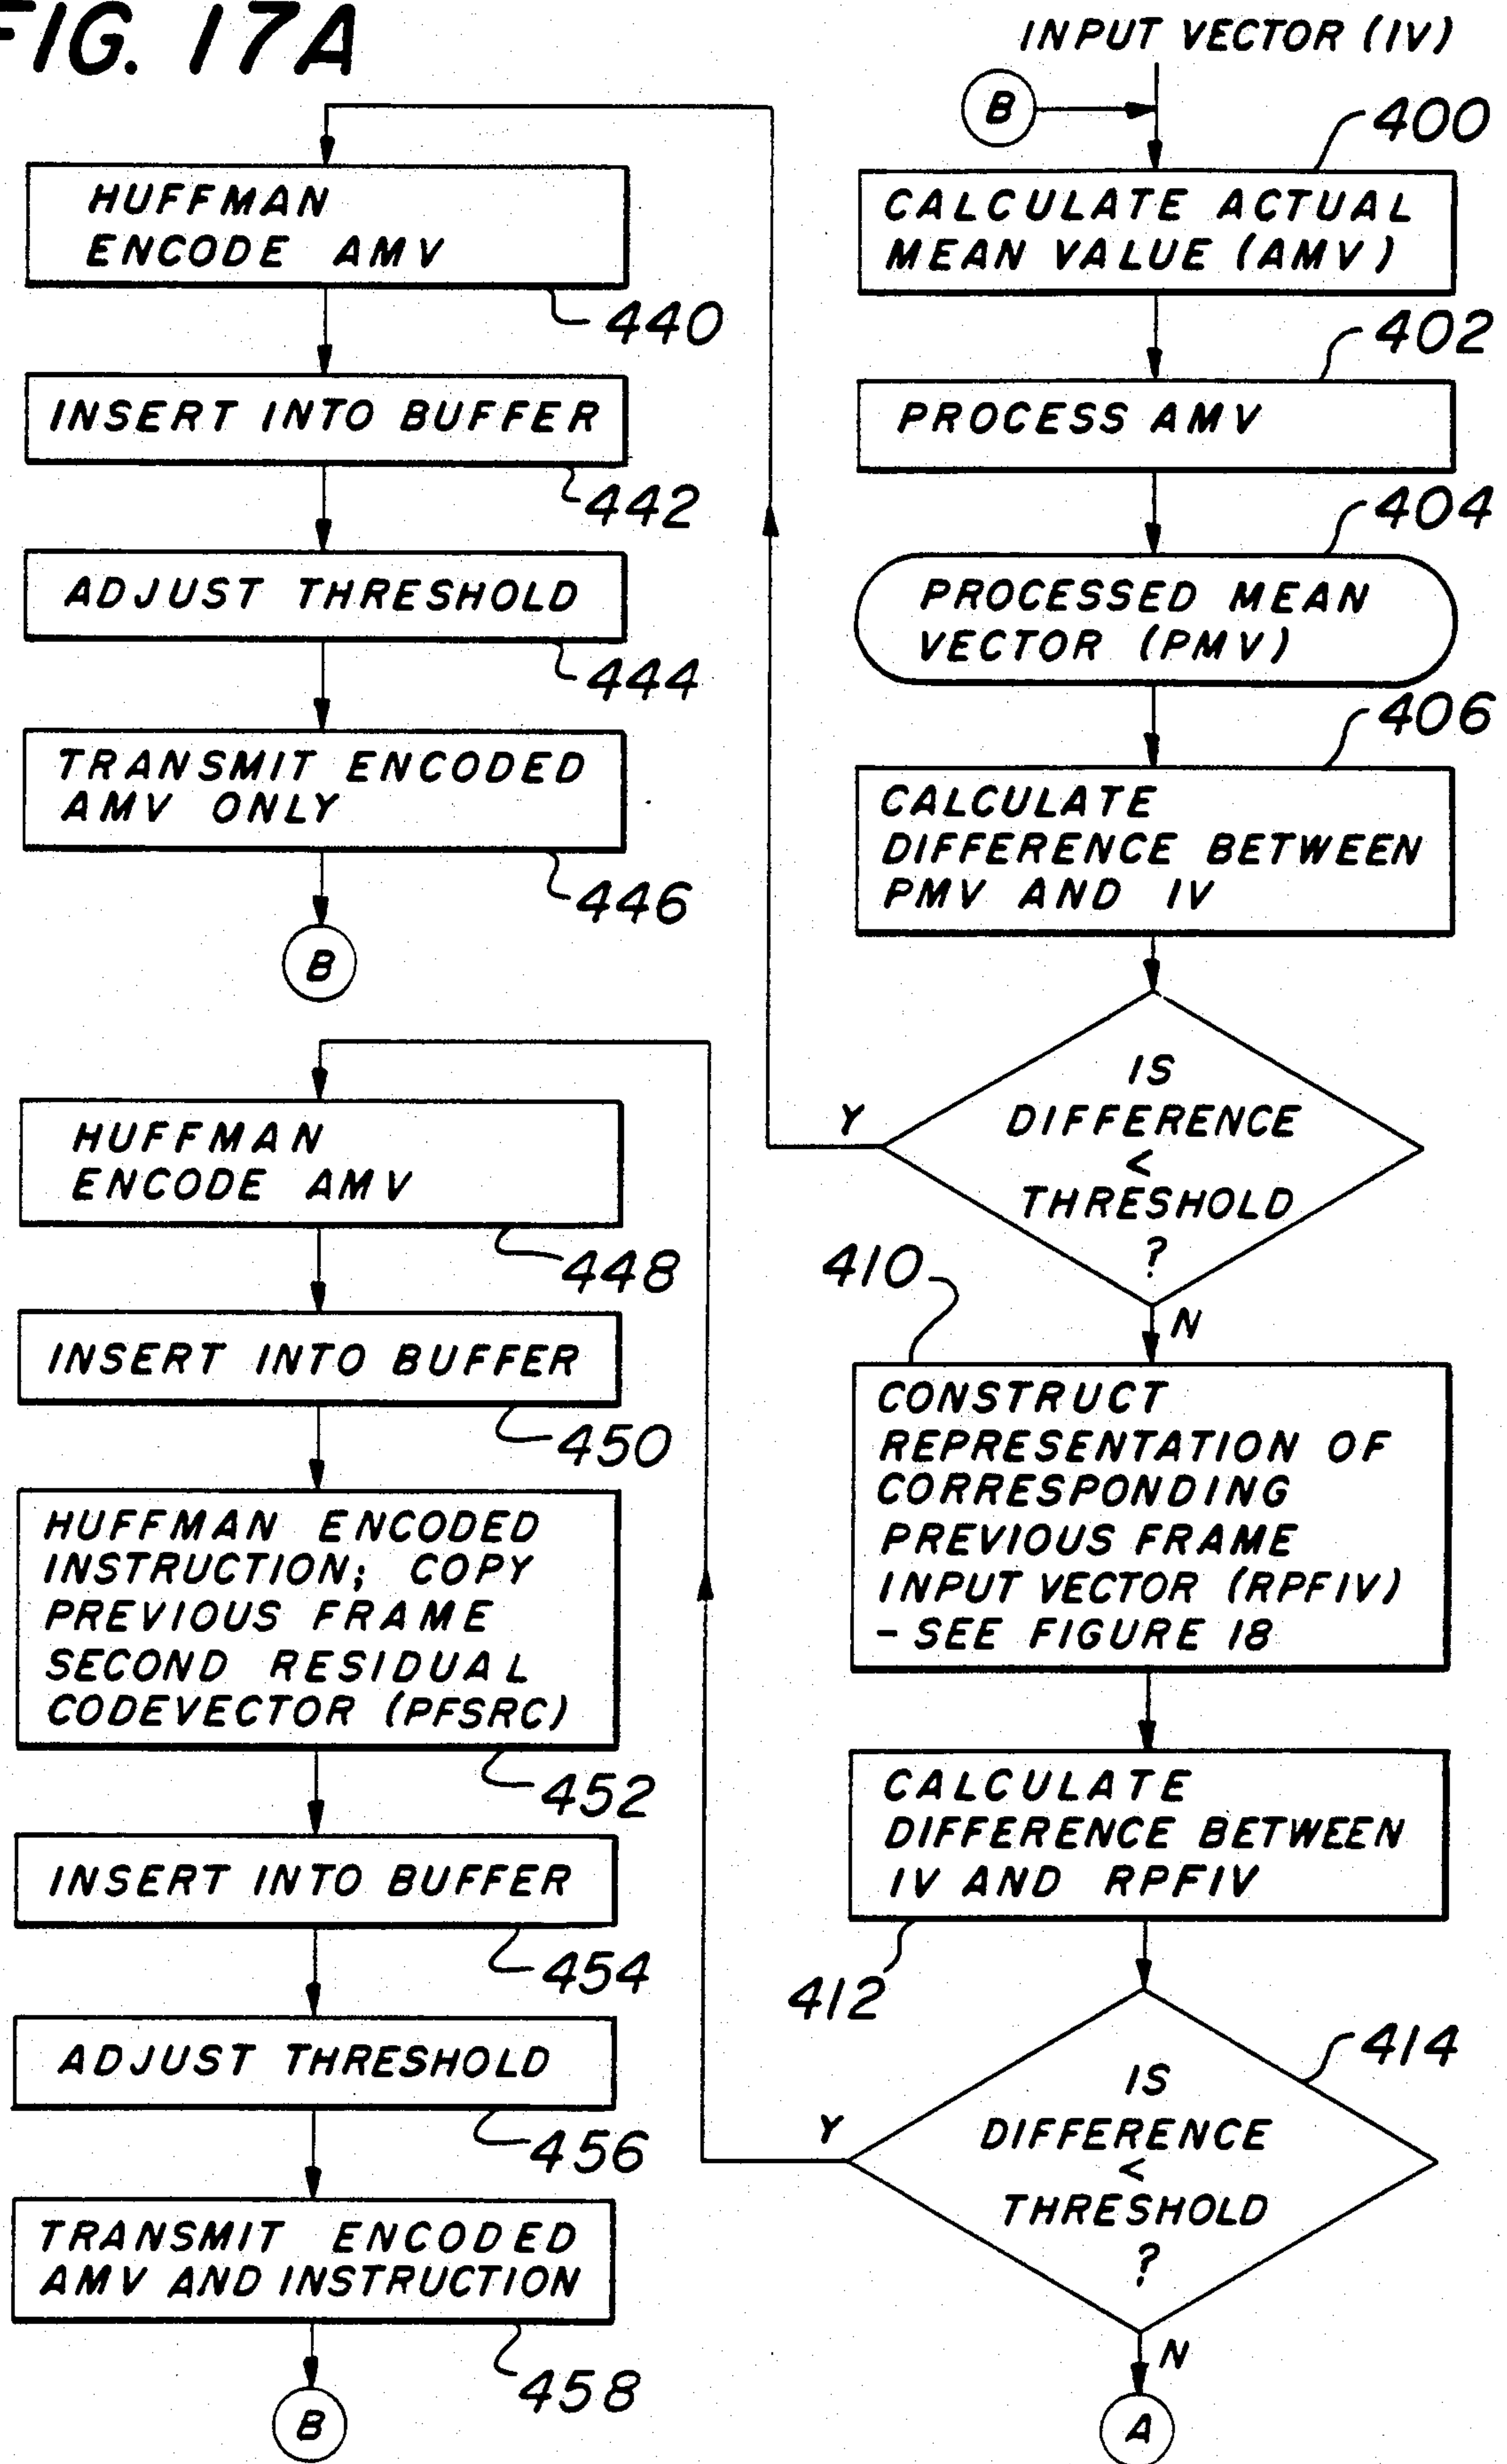 FIG. 17A
INPUT VECTOR (IV)
B
400
CALCULATE ACTUAL
MEAN VALUE (AMV)
402
PROCESS AMV
404
PROCESSED MEAN
VECTOR (PMV)
406
CALCULATE
DIFFERENCE BETWEEN
PMV AND IV
IS
DIFFERENCE
<
THRESHOLD
?
Y
N
HUFFMAN
ENCODE AMV
440
INSERT INTO BUFFER
442
ADJUST THRESHOLD
444
TRANSMIT ENCODED
AMV ONLY
446
B
410
CONSTRUCT
REPRESENTATION OF
CORRESPONDING
PREVIOUS FRAME
INPUT VECTOR (RPFIV)
- SEE FIGURE 18
CALCULATE
DIFFERENCE BETWEEN
IV AND RPFIV
412
414
IS
DIFFERENCE
<
THRESHOLD
?
Y
N
A
HUFFMAN
ENCODE AMV
448
INSERT INTO BUFFER
450
HUFFMAN ENCODED
INSTRUCTION; COPY
PREVIOUS FRAME
SECOND RESIDUAL
CODEVECTOR (PFSRC)
452
INSERT INTO BUFFER
454
ADJUST THRESHOLD
456
TRANSMIT ENCODED
AMV AND INSTRUCTION
458
B